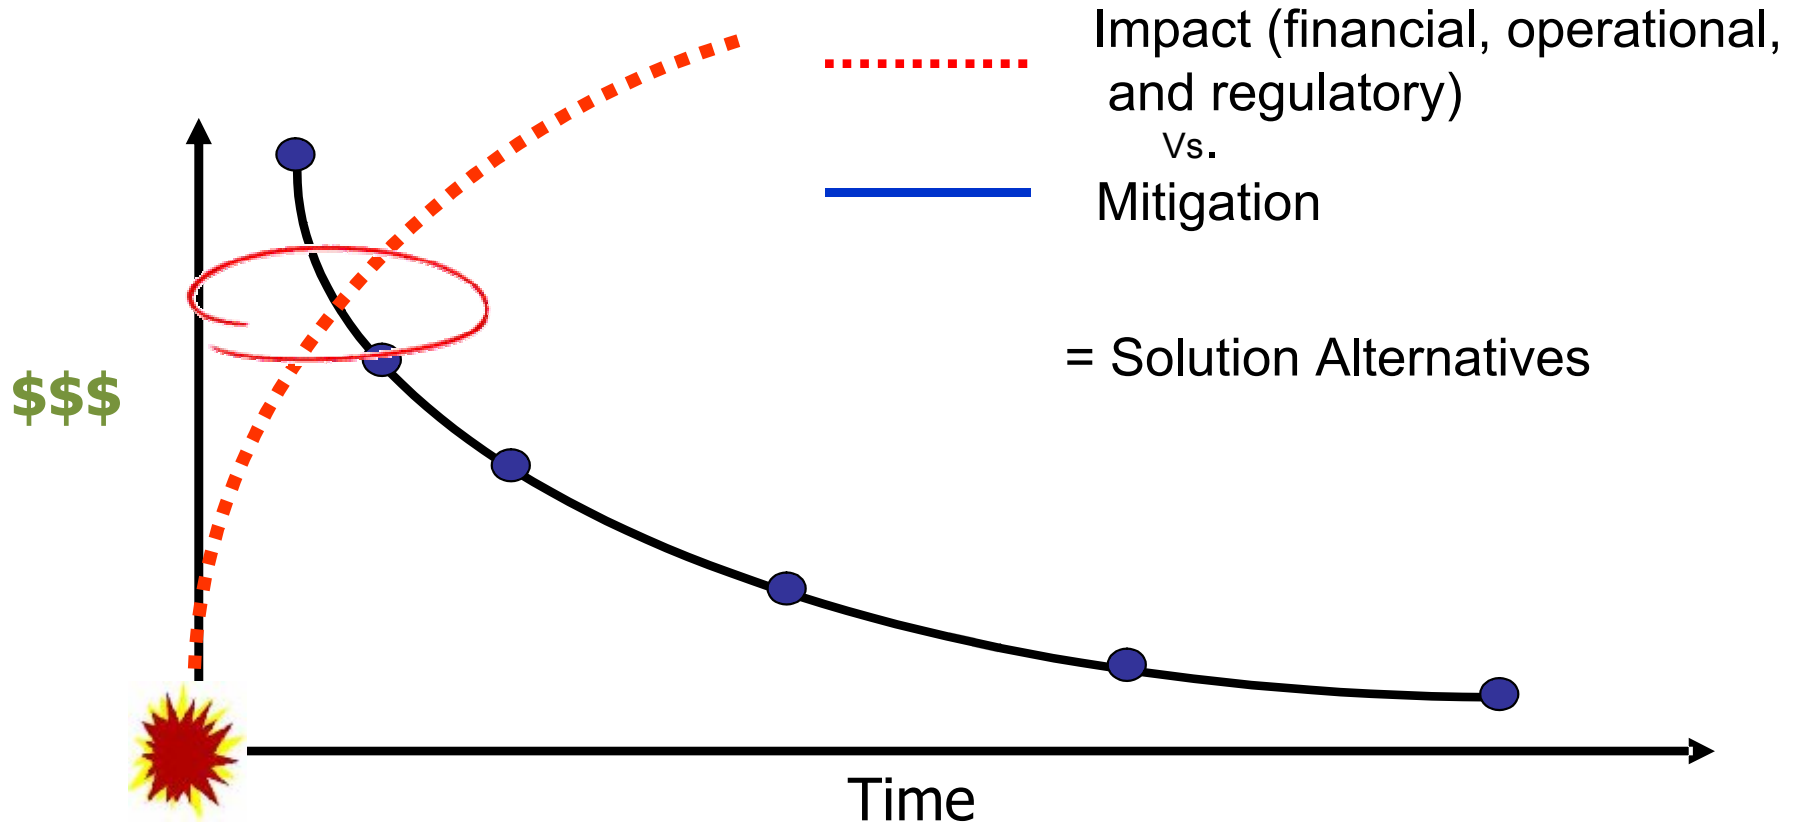 Impact (financial, operational,
and regulatory)
Vs.
Mitigation
= Solution Alternatives
$$$
Time